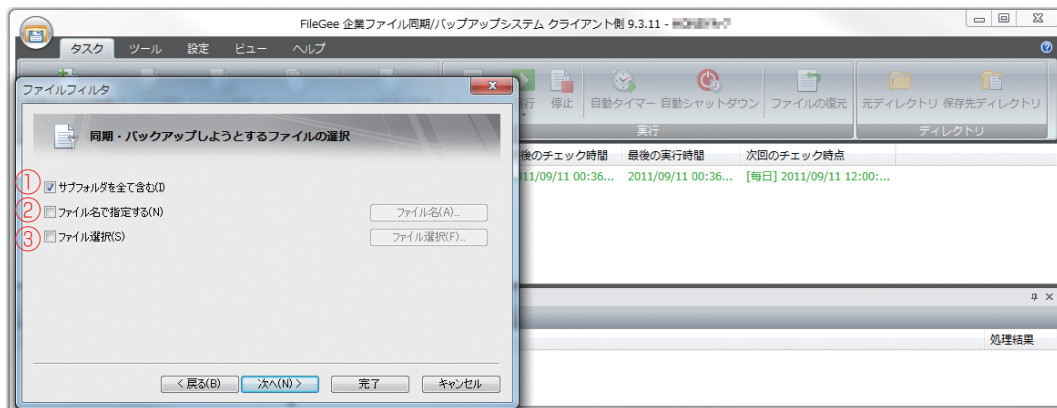 FileGee 企業ファイル同期/バップアップシステム クライアント側 9.3.11 -
タスク ツール 設定 ビュー ヘルプ
ファイルフィルタ
停止 自動タイマー 自動シャットダウン ファイルの復元 元ディレクトリ 保存先ディレクトリ
実行 ディレクトリ
同期・バックアップしようとするファイルの選択
後のチェック時間 最後の実行時間 次回のチェック時点
011/09/11 00:36... 2011/09/11 00:36... [毎日] 2011/09/11 12:00:...
① サブフォルダを全て含む(I)
② ファイル名で指定する(N) ファイル名(A)...
③ ファイル選択(S) ファイル選択(F)...
処理結果
< 戻る(B) 次へ(N) > 完了 キャンセル